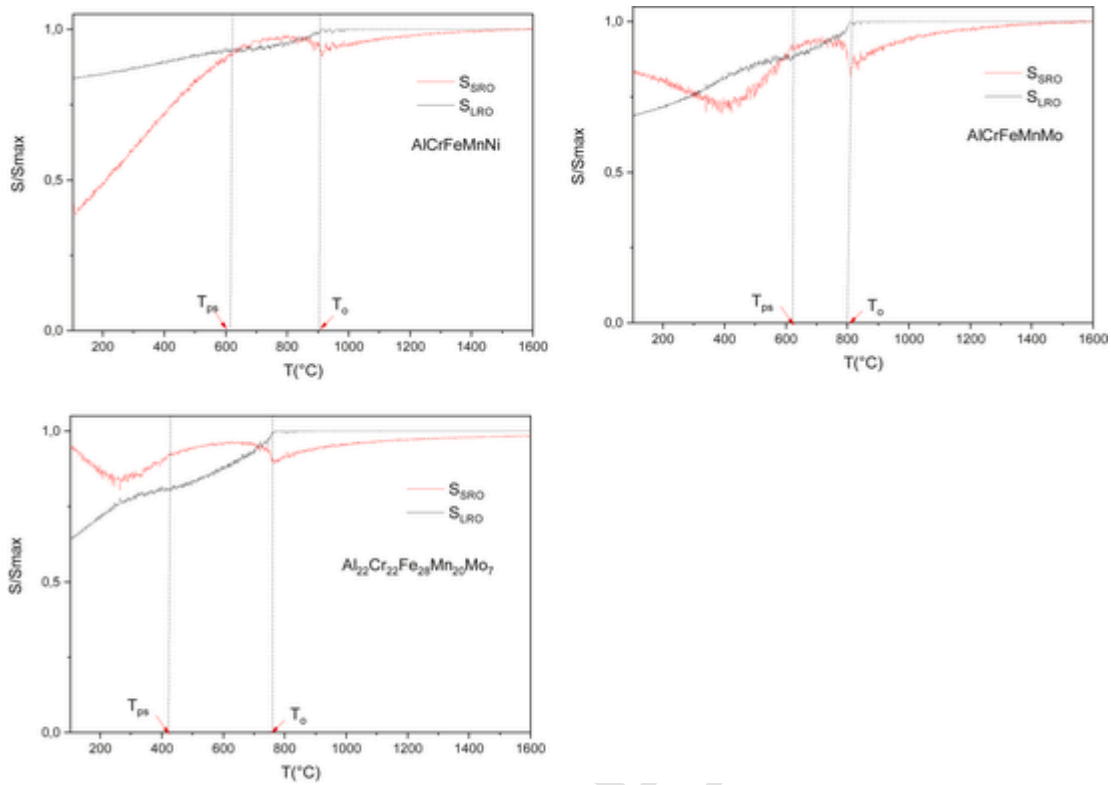 1,0
0,5
0,0
S/Smax
S_SRO
S_LRO
AlCrFeMnNi
T_ps
T_o
200 400 600 800 1000 1200 1400 1600
T(°C)
1,0
0,5
0,0
S/Smax
S_SRO
S_LRO
AlCrFeMnMo
T_ps
T_o
200 400 600 800 1000 1200 1400 1600
T(°C)
1,0
0,5
0,0
S/Smax
S_SRO
S_LRO
Al₂₂Cr₂₂Fe₂₈Mn₂₀Mo₇
T_ps
T_o
200 400 600 800 1000 1200 1400 1600
T(°C)